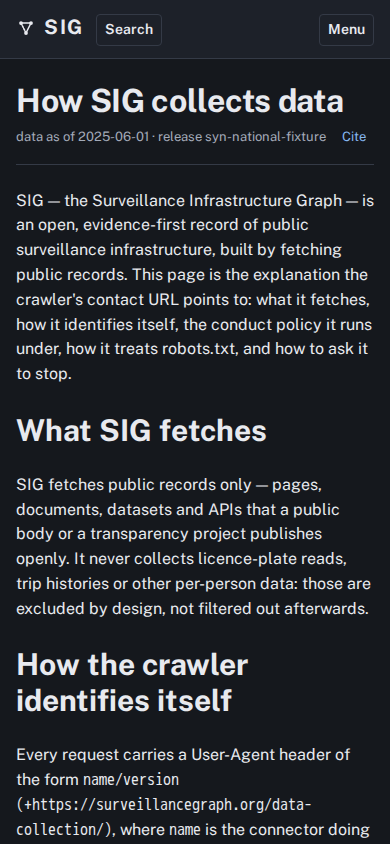 SIG Search Menu
How SIG collects data
data as of 2025-06-01 · release syn-national-fixture Cite
SIG — the Surveillance Infrastructure Graph — is
an open, evidence-first record of public
surveillance infrastructure, built by fetching
public records. This page is the explanation the
crawler's contact URL points to: what it fetches,
how it identifies itself, the conduct policy it runs
under, how it treats robots.txt, and how to ask it
to stop.
What SIG fetches
SIG fetches public records only — pages,
documents, datasets and APIs that a public
body or a transparency project publishes
openly. It never collects licence-plate reads,
trip histories or other per-person data: those are
excluded by design, not filtered out afterwards.
How the crawler
identifies itself
Every request carries a User-Agent header of
the form name/version
(+https://surveillancegraph.org/data-
collection/), where name is the connector doing